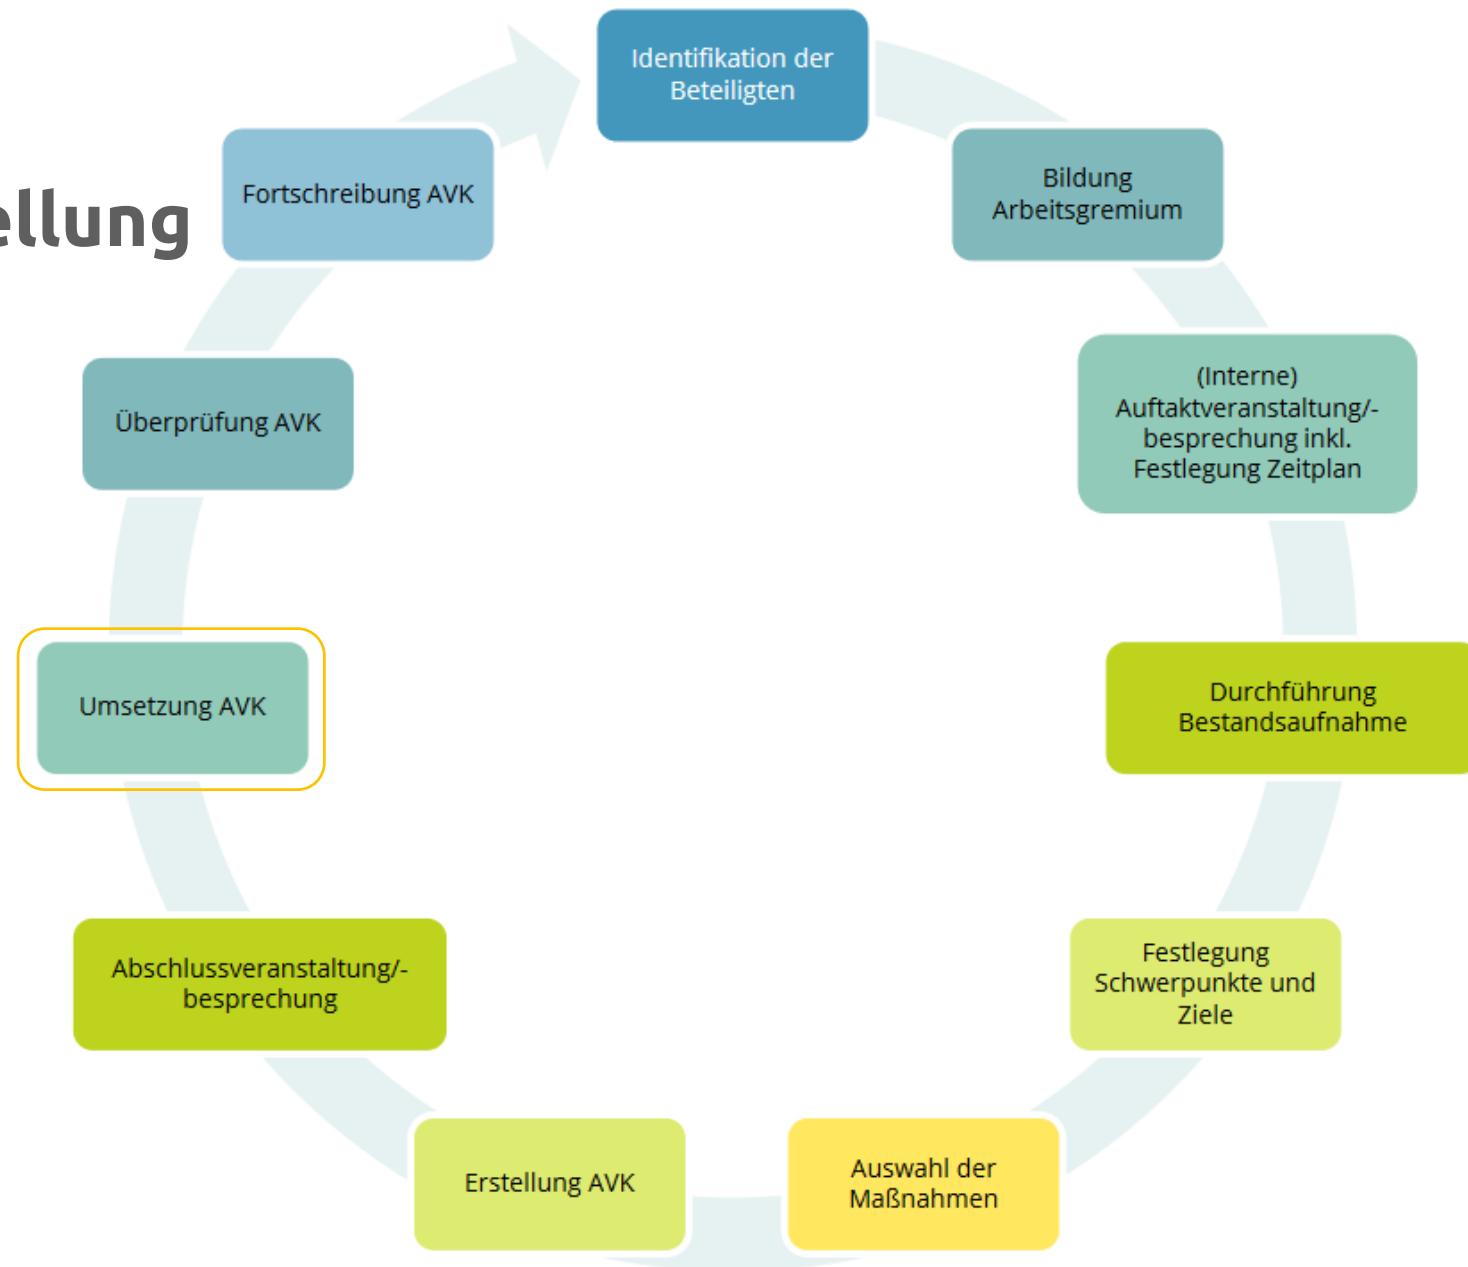 Identifikation der
Beteiligten
Bildung
Arbeitsgremium
(Interne)
Auftaktveranstaltung/-
besprechung inkl.
Festlegung Zeitplan
Durchführung
Bestandsaufnahme
Festlegung
Schwerpunkte und
Ziele
Auswahl der
Maßnahmen
Erstellung AVK
Abschlussveranstaltung/-
besprechung
Umsetzung AVK
Überprüfung AVK
Fortschreibung AVK